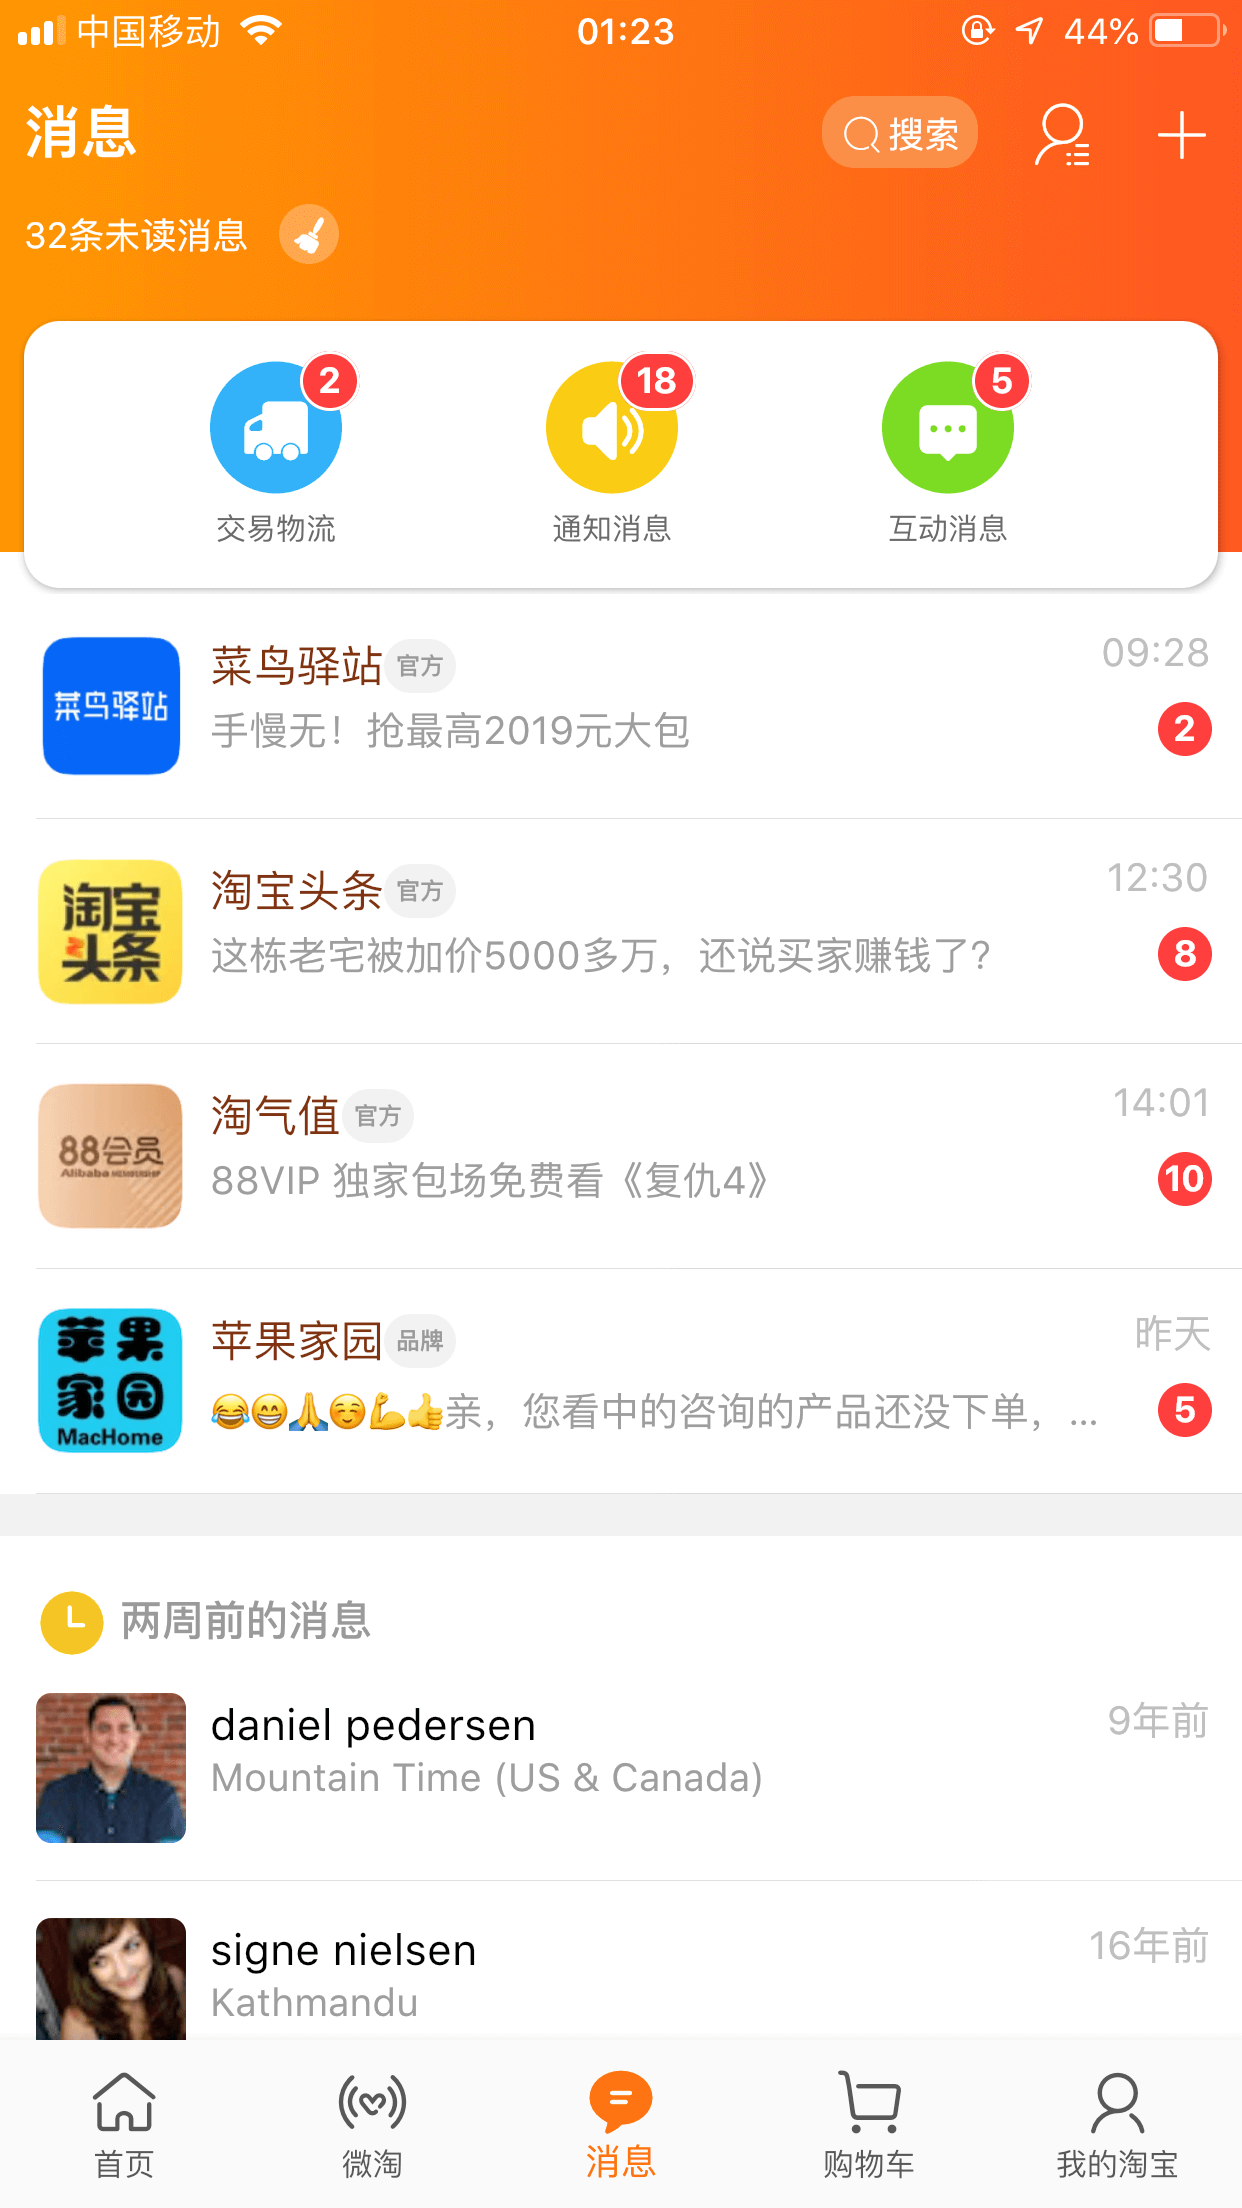 中国移动 01:23 44%
消息 搜索
32条未读消息
2 18 5
交易物流 通知消息 互动消息
菜鸟驿站
菜鸟驿站 官方 09:28
手慢无！抢最高2019元大包 2
淘宝
头条
淘宝头条 官方 12:30
这栋老宅被加价5000多万，还说买家赚钱了？ 8
88会员
Alibaba MEMBERSHIP
淘气值 官方 14:01
88VIP 独家包场免费看《复仇4》 10
苹果
家园
MacHome
苹果家园 品牌 昨天
😂😁🙏☺️💪👍亲，您看中的咨询的产品还没下单，... 5
两周前的消息
daniel pedersen 9年前
Mountain Time (US & Canada)
signe nielsen 16年前
Kathmandu
首页 微淘 消息 购物车 我的淘宝